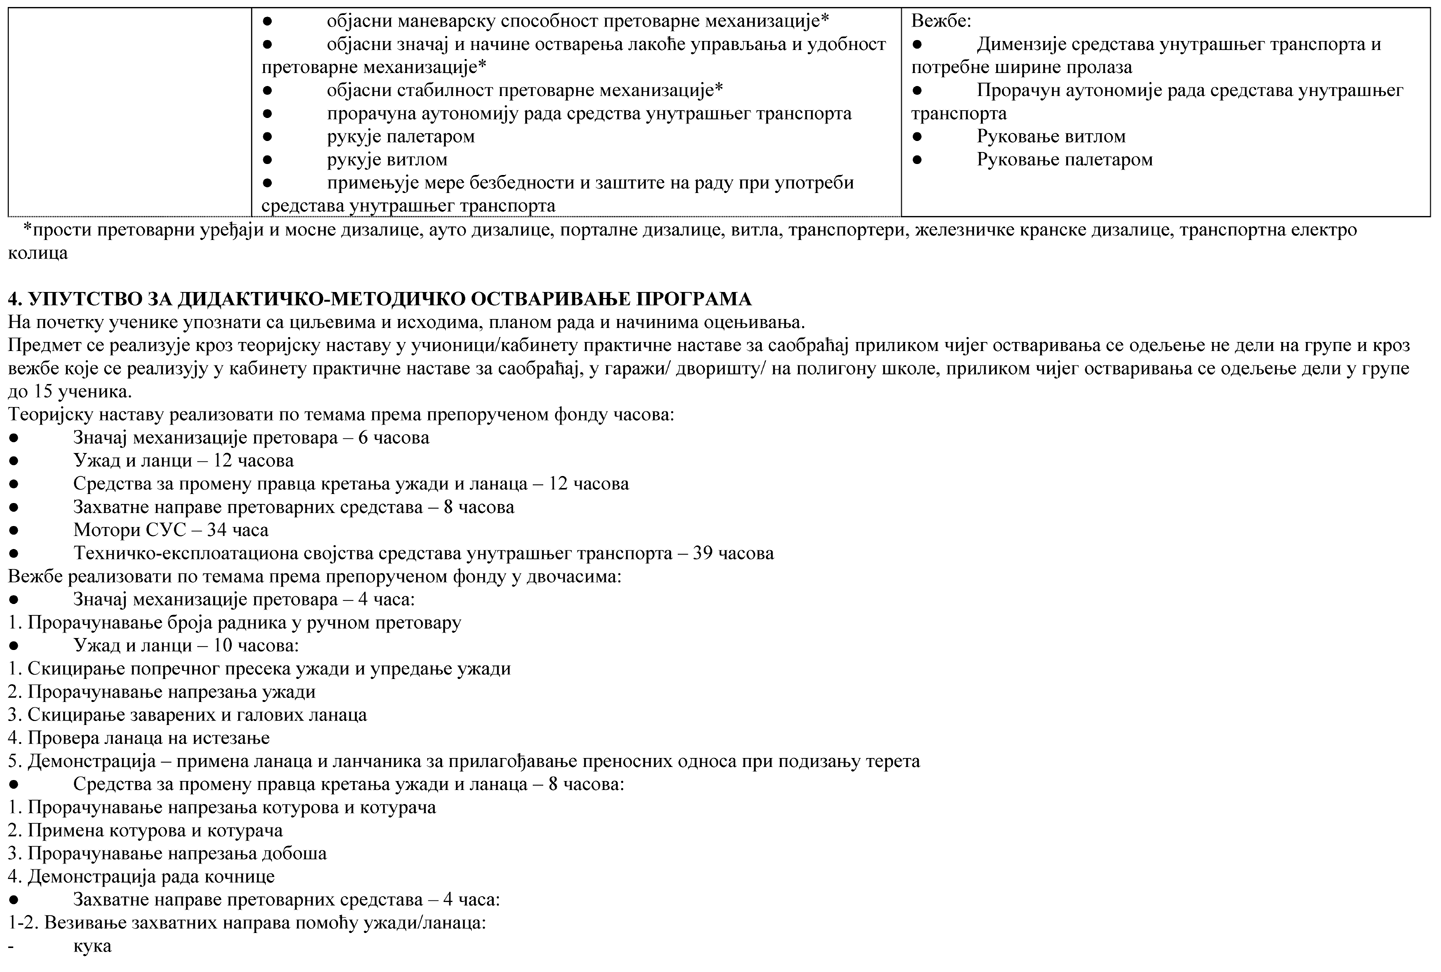 ● објасни маневарску способност претоварне механизације*
● објасни значај и начине остварења лакоће управљања и удобност
претоварне механизације*
● објасни стабилност претоварне механизације*
● прорачуна аутономију рада средства унутрашњег транспорта
● рукује палетаром
● рукује витлом
● примењује мере безбедности и заштите на раду при употреби
средстава унутрашњег транспорта
Вежбе:
● Димензије средстава унутрашњег транспорта и
потребне ширине пролаза
● Прорачун аутономије рада средстава унутрашњег
транспорта
● Руковање витлом
● Руковање палетаром
*прости претоварни уређаји и мосне дизалице, ауто дизалице, порталне дизалице, витла, транспортери, железничке кранске дизалице, транспортна електро
колица
4. УПУТСТВО ЗА ДИДАКТИЧКО-МЕТОДИЧКО ОСТВАРИВАЊЕ ПРОГРАМА
На почетку ученике упознати са циљевима и исходима, планом рада и начинима оцењивања.
Предмет се реализује кроз теоријску наставу у учионици/кабинету практичне наставе за саобраћај приликом чијег остваривања се одељење не дели на групе и кроз
вежбе које се реализују у кабинету практичне наставе за саобраћај, у гаражи/ дворишту/ на полигону школе, приликом чијег остваривања се одељење дели у групе
до 15 ученика.
Теоријску наставу реализовати по темама према препорученом фонду часова:
● Значај механизације претовара – 6 часова
● Ужад и ланци – 12 часова
● Средства за промену правца кретања ужади и ланаца – 12 часова
● Захватне направе претоварних средстава – 8 часова
● Мотори СУС – 34 часа
● Техничко-експлоатациона својства средстава унутрашњег транспорта – 39 часова
Вежбе реализовати по темама према препорученом фонду у двочасима:
● Значај механизације претовара – 4 часа:
1. Прорачунавање броја радника у ручном претовару
● Ужад и ланци – 10 часова:
1. Скицирање попречног пресека ужади и упредање ужади
2. Прорачунавање напрезања ужади
3. Скицирање заварених и галових ланаца
4. Провера ланаца на истезање
5. Демонстрација – примена ланаца и ланчаника за прилагођавање преносних односа при подизању терета
● Средства за промену правца кретања ужади и ланаца – 8 часова:
1. Прорачунавање напрезања котурова и котурача
2. Примена котурова и котурача
3. Прорачунавање напрезања добоша
4. Демонстрација рада кочнице
● Захватне направе претоварних средстава – 4 часа:
1-2. Везивање захватних направа помоћу ужади/ланаца:
- кука